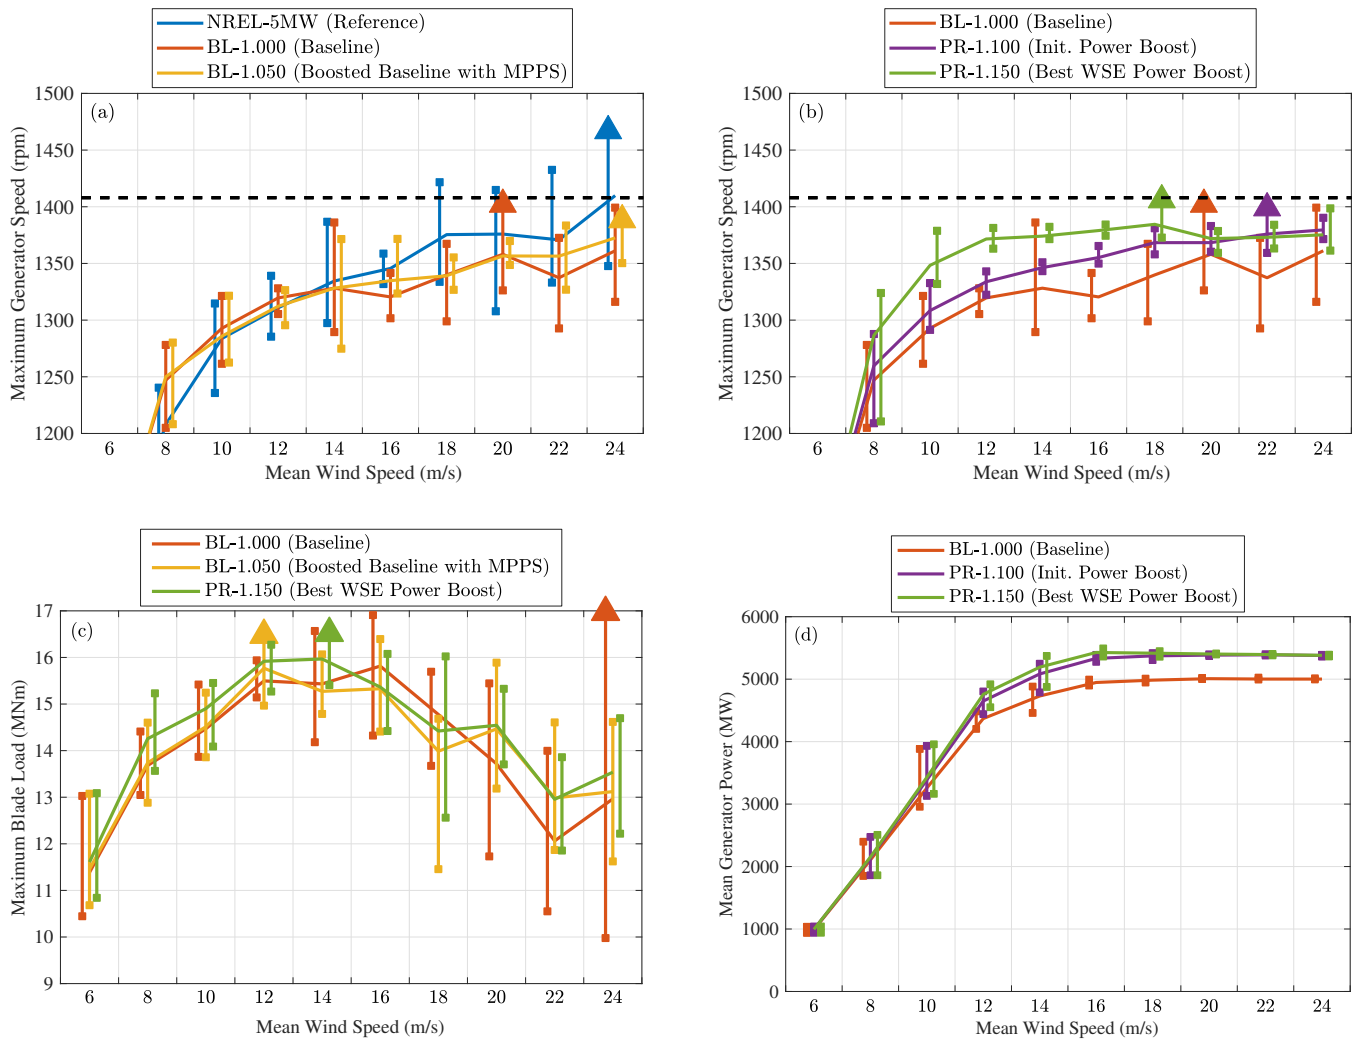 NREL-5MW (Reference)
BL-1.000 (Baseline)
BL-1.050 (Boosted Baseline with MPPS)
(a)
Maximum Generator Speed (rpm)
1500
1450
1400
1350
1300
1250
1200
6 8 10 12 14 16 18 20 22 24
Mean Wind Speed (m/s)
BL-1.000 (Baseline)
PR-1.100 (Init. Power Boost)
PR-1.150 (Best WSE Power Boost)
(b)
Maximum Generator Speed (rpm)
1500
1450
1400
1350
1300
1250
1200
6 8 10 12 14 16 18 20 22 24
Mean Wind Speed (m/s)
BL-1.000 (Baseline)
BL-1.050 (Boosted Baseline with MPPS)
PR-1.150 (Best WSE Power Boost)
(c)
Maximum Blade Load (MNm)
17
16
15
14
13
12
11
10
9
6 8 10 12 14 16 18 20 22 24
Mean Wind Speed (m/s)
BL-1.000 (Baseline)
PR-1.100 (Init. Power Boost)
PR-1.150 (Best WSE Power Boost)
(d)
Mean Generator Power (MW)
6000
5000
4000
3000
2000
1000
0
6 8 10 12 14 16 18 20 22 24
Mean Wind Speed (m/s)